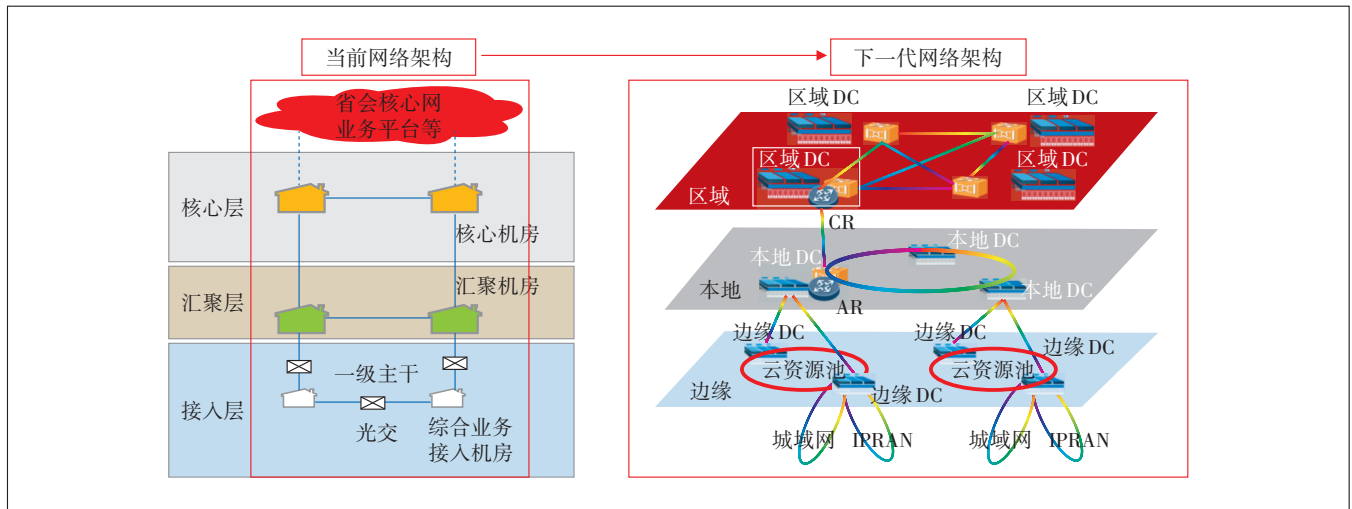 当前网络架构
下一代网络架构
省会核心网
业务平台等
核心层
核心机房
汇聚层
汇聚机房
接入层
一级主干
光交
综合业务
接入机房
区域DC
区域DC
区域DC
区域DC
区域
CR
本地DC
本地DC
本地DC
本地
AR
边缘DC
边缘DC
边缘DC
云资源池
云资源池
边缘DC
边缘
城域网
IPRAN
城域网
IPRAN